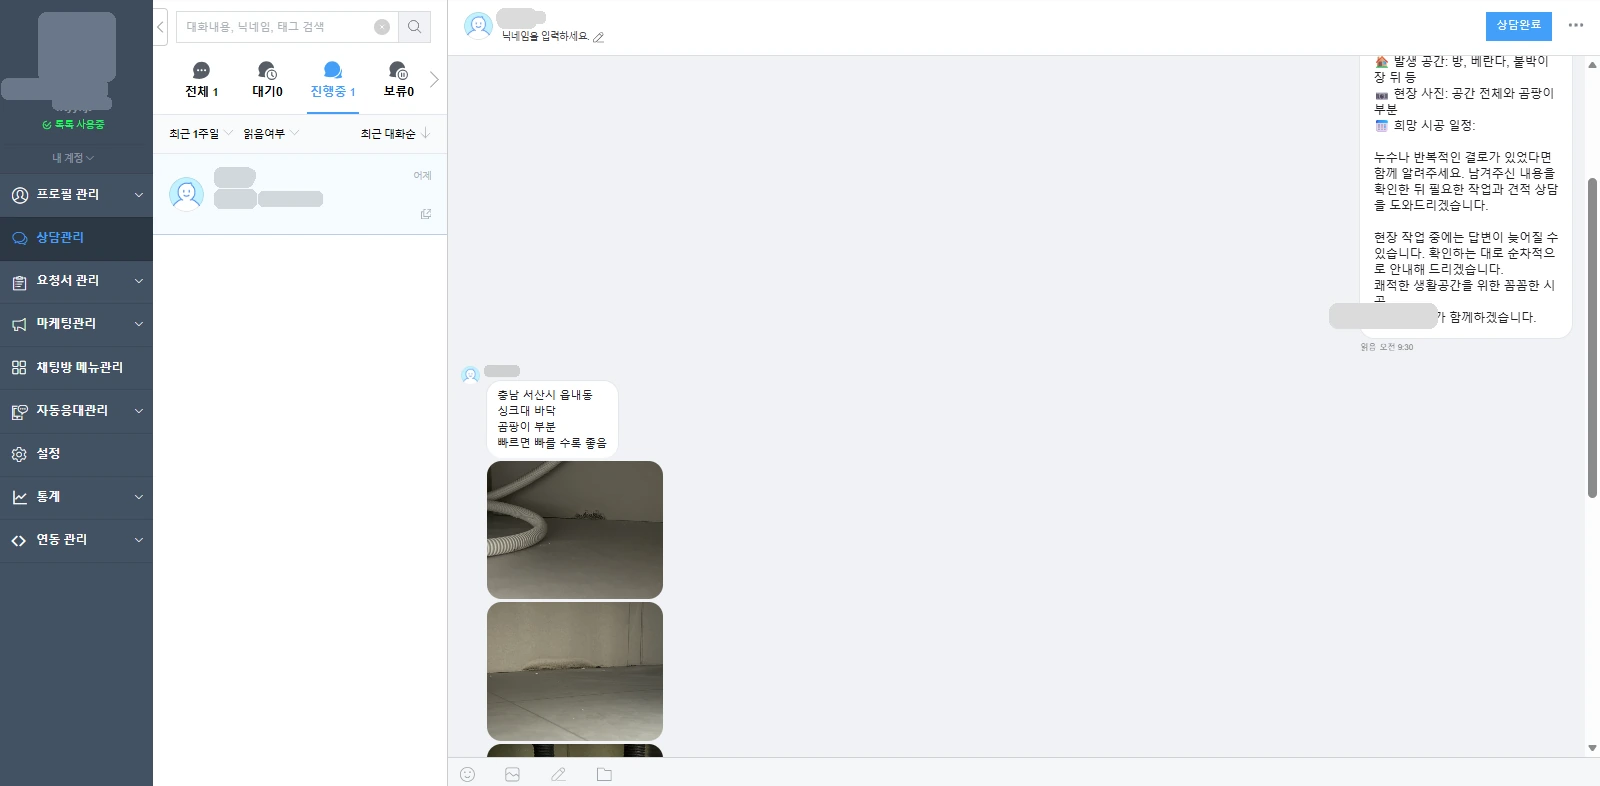 톡톡 사용중
내 계정
프로필 관리
상담관리
요청서 관리
마케팅관리
채팅방 메뉴관리
자동응대관리
설정
통계
연동 관리
대화내용, 닉네임, 태그 검색
전체 1
대기0
진행중 1
보류0
최근 1주일
읽음여부
최근 대화순
어제
닉네임을 입력하세요.
상담완료
발생 공간: 방, 베란다, 붙박이
장 뒤 등
현장 사진: 공간 전체와 곰팡이
부분
희망 시공 일정:
누수나 반복적인 결로가 있었다면
함께 알려주세요. 남겨주신 내용을
확인한 뒤 필요한 작업과 견적 상담
을 도와드리겠습니다.
현장 작업 중에는 답변이 늦어질 수
있습니다. 확인하는 대로 순차적으
로 안내해 드리겠습니다.
쾌적한 생활공간을 위한 꼼꼼한 시
공
가 함께하겠습니다.
읽음 오전 9:30
충남 서산시 읍내동
싱크대 바닥
곰팡이 부분
빠르면 빠를 수록 좋음